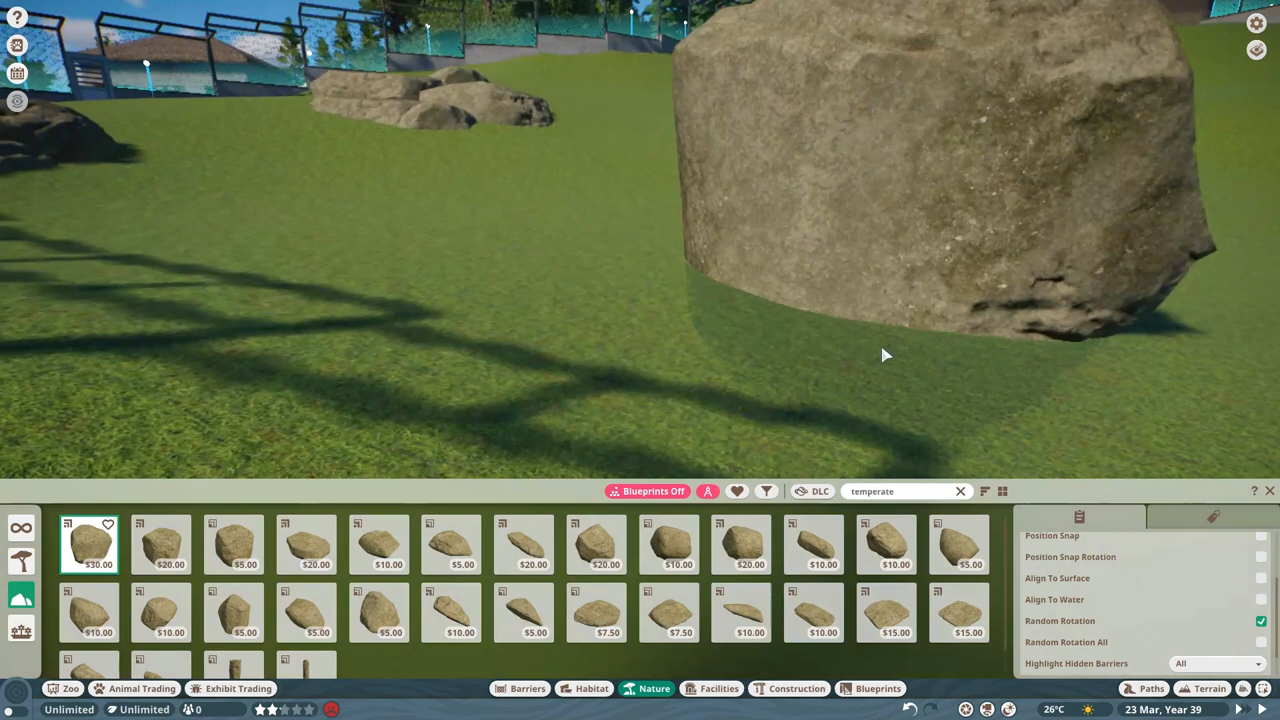 ?
Blueprints Off
DLC
temperate
?
$30.00
$20.00
$5.00
$20.00
$10.00
$5.00
$20.00
$20.00
$10.00
$20.00
$10.00
$10.00
$5.00
$10.00
$10.00
$5.00
$5.00
$5.00
$10.00
$5.00
$7.50
$7.50
$10.00
$10.00
$15.00
$15.00
Position Snap
Position Snap Rotation
Align To Surface
Align To Water
Random Rotation
Random Rotation All
Highlight Hidden Barriers
All
Zoo
Animal Trading
Exhibit Trading
Barriers
Habitat
Nature
Facilities
Construction
Blueprints
Paths
Terrain
Unlimited
Unlimited
0
26°C
23 Mar, Year 39